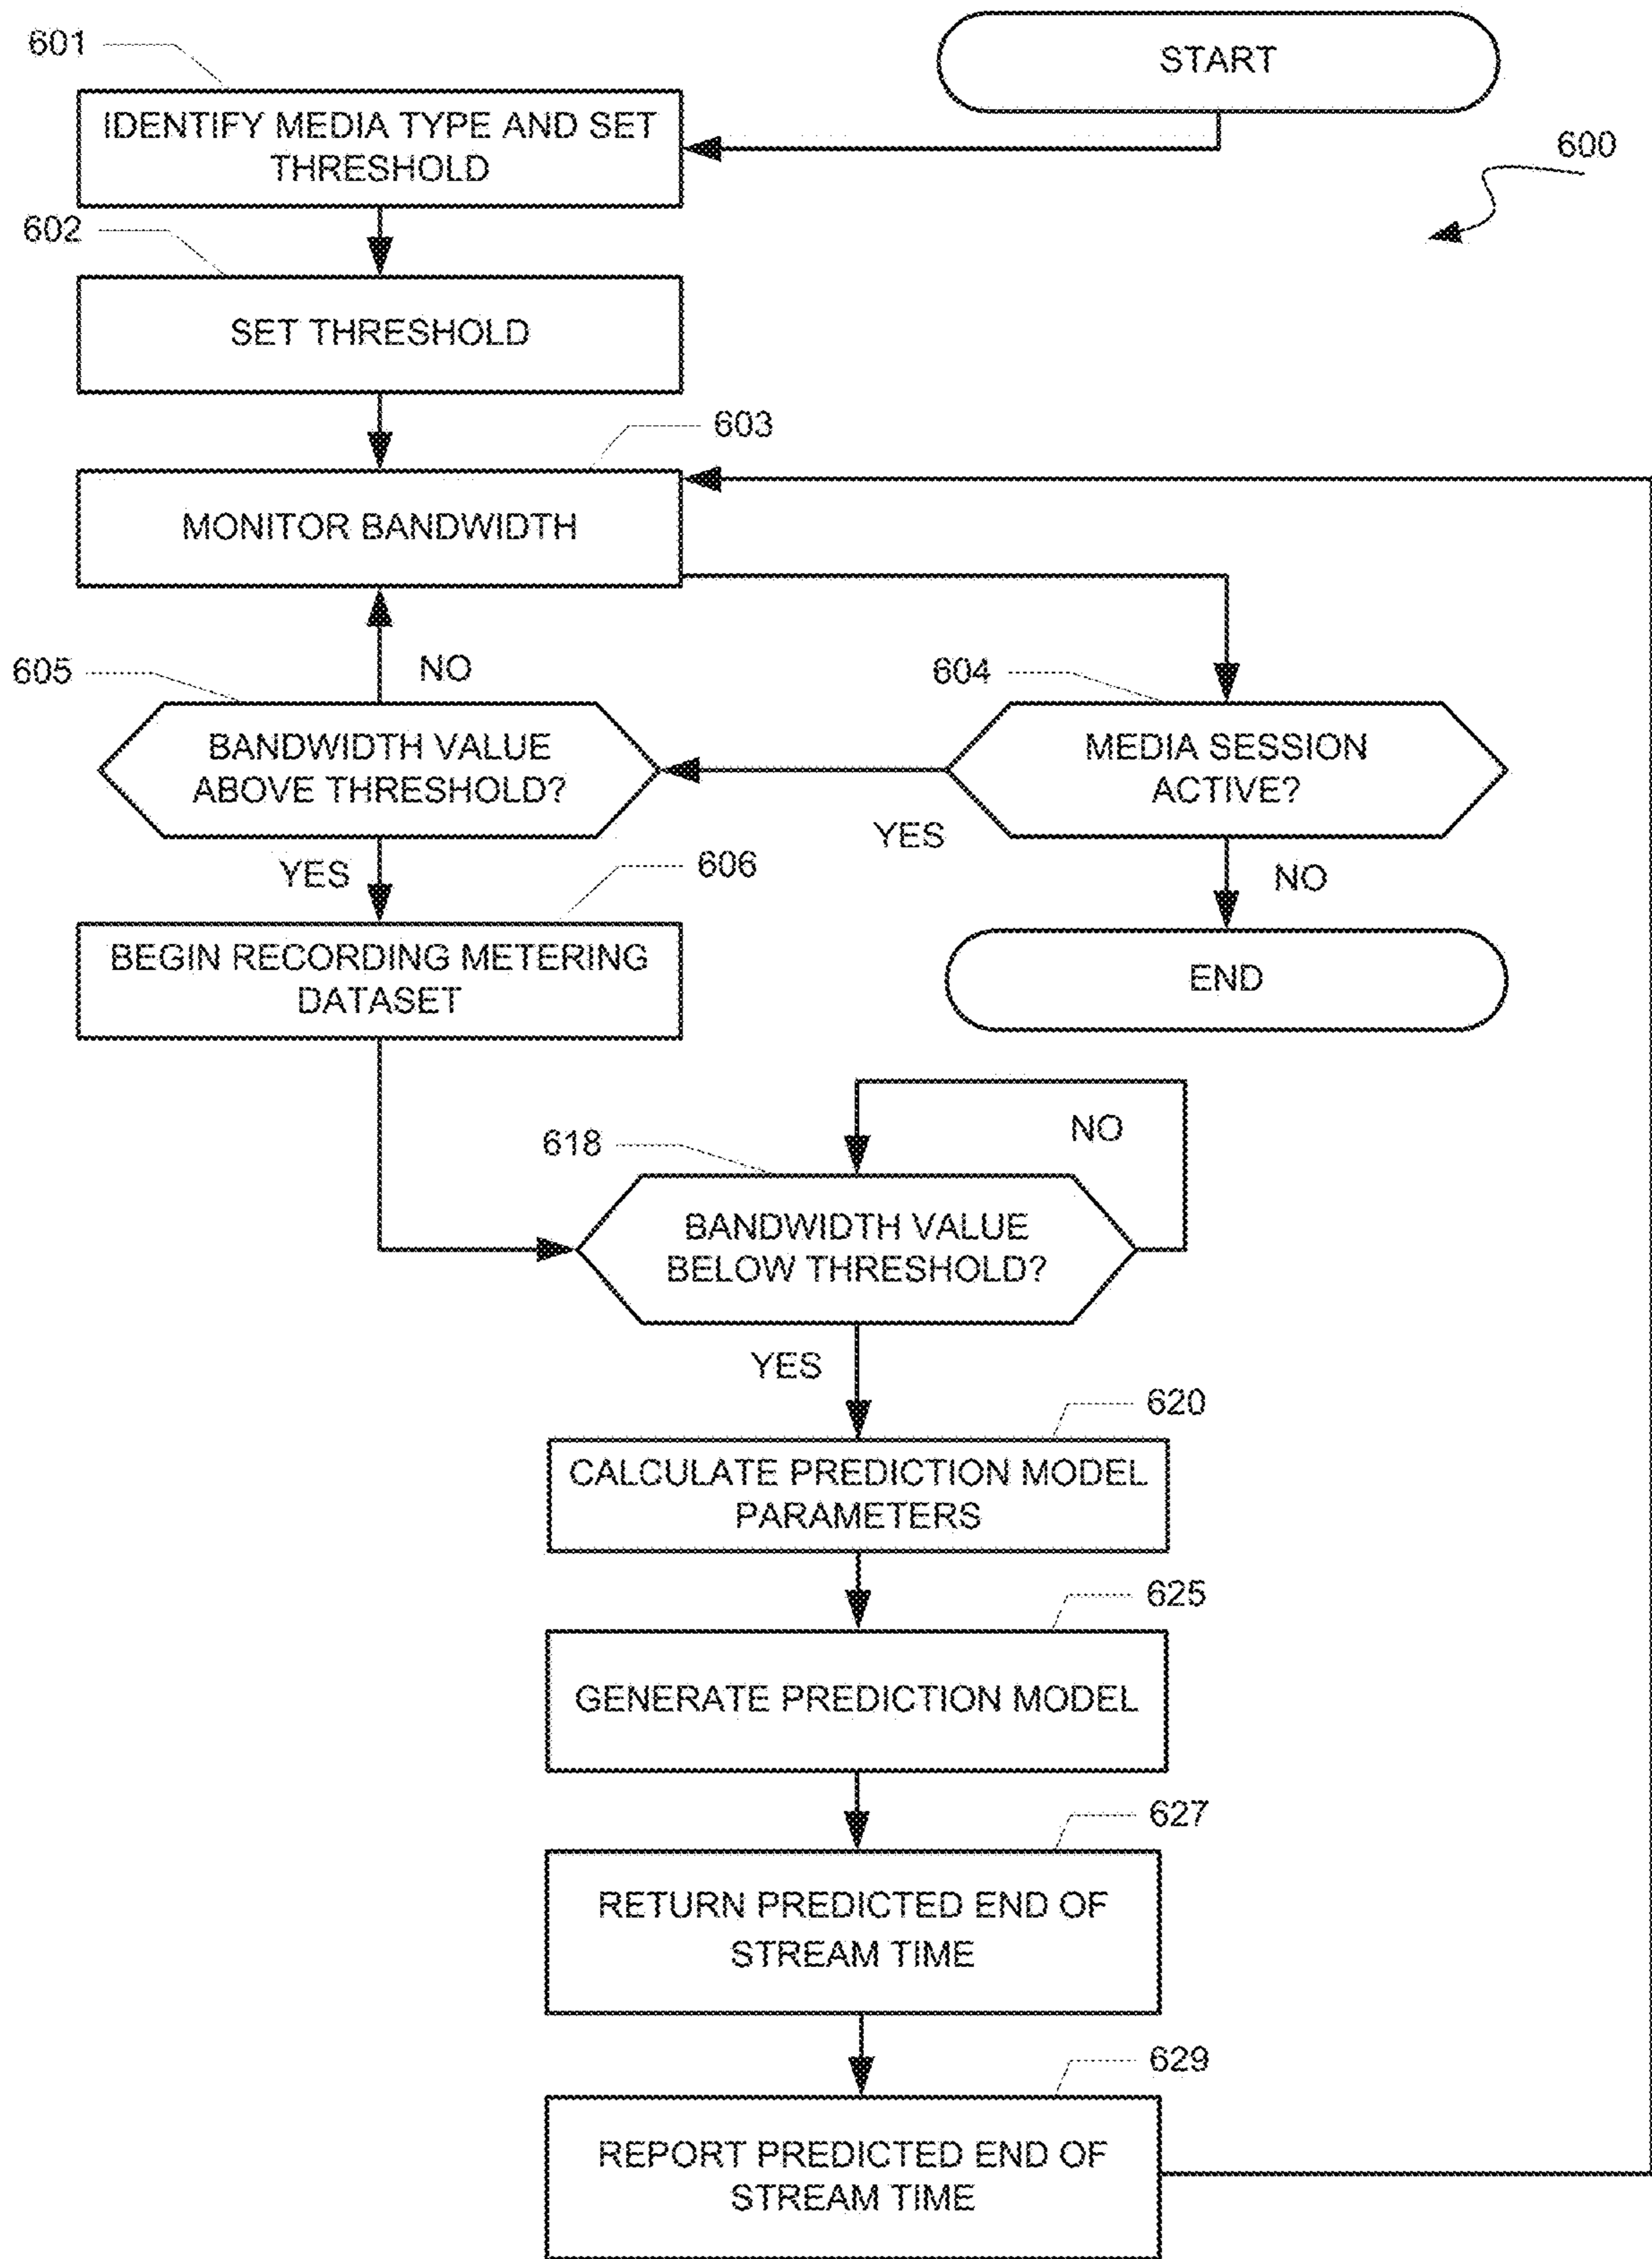 START
601
IDENTIFY MEDIA TYPE AND SET
THRESHOLD
600
602
SET THRESHOLD
603
MONITOR BANDWIDTH
605
NO
604
BANDWIDTH VALUE
ABOVE THRESHOLD?
MEDIA SESSION
ACTIVE?
YES
YES
606
NO
BEGIN RECORDING METERING
DATASET
END
618
NO
BANDWIDTH VALUE
BELOW THRESHOLD?
YES
620
CALCULATE PREDICTION MODEL
PARAMETERS
625
GENERATE PREDICTION MODEL
627
RETURN PREDICTED END OF
STREAM TIME
629
REPORT PREDICTED END OF
STREAM TIME